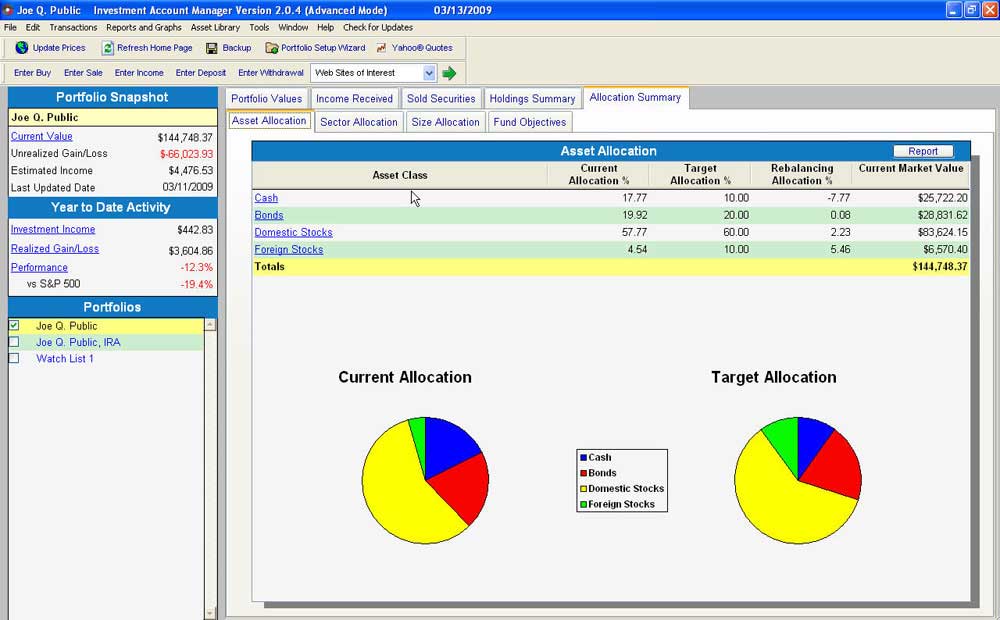 Joe Q. Public    Investment Account Manager Version 2.0.4 (Advanced Mode)    03/13/2009
File Edit Transactions Reports and Graphs Asset Library Tools Window Help Check for Updates
Update Prices Refresh Home Page Backup Portfolio Setup Wizard Yahoo® Quotes
Enter Buy Enter Sale Enter Income Enter Deposit Enter Withdrawal Web Sites of Interest
Portfolio Snapshot
Joe Q. Public
Current Value $144,748.37
Unrealized Gain/Loss $-66,023.93
Estimated Income $4,476.53
Last Updated Date 03/11/2009
Year to Date Activity
Investment Income $442.83
Realized Gain/Loss $3,604.86
Performance -12.3%
vs S&P 500 -19.4%
Portfolios
Joe Q. Public
Joe Q. Public, IRA
Watch List 1
Portfolio Values Income Received Sold Securities Holdings Summary Allocation Summary
Asset Allocation Sector Allocation Size Allocation Fund Objectives
Asset Allocation Report
Asset Class Current Allocation % Target Allocation % Rebalancing Allocation % Current Market Value
Cash 17.77 10.00 -7.77 $25,722.20
Bonds 19.92 20.00 0.08 $28,831.62
Domestic Stocks 57.77 60.00 2.23 $83,624.15
Foreign Stocks 4.54 10.00 5.46 $6,570.40
Totals $144,748.37
Current Allocation
Target Allocation
Cash
Bonds
Domestic Stocks
Foreign Stocks